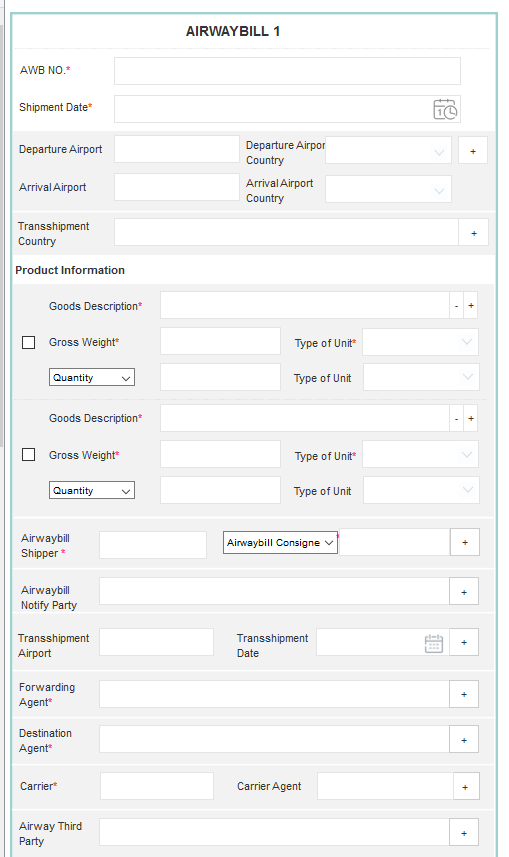 AIRWAYBILL 1
AWB NO.*
Shipment Date*
Departure Airport
Departure Airpor
Country
+
Arrival Airport
Arrival Airport
Country
Transshipment
Country
+
Product Information
Goods Description*
- +
Gross Weight*
Type of Unit*
Quantity
Type of Unit
Goods Description*
- +
Gross Weight*
Type of Unit*
Quantity
Type of Unit
Airwaybill
Shipper *
Airwaybill Consigne
*
+
Airwaybill
Notify Party
+
Transshipment
Airport
Transshipment
Date
+
Forwarding
Agent*
+
Destination
Agent*
+
Carrier*
Carrier Agent
+
Airway Third
Party
+